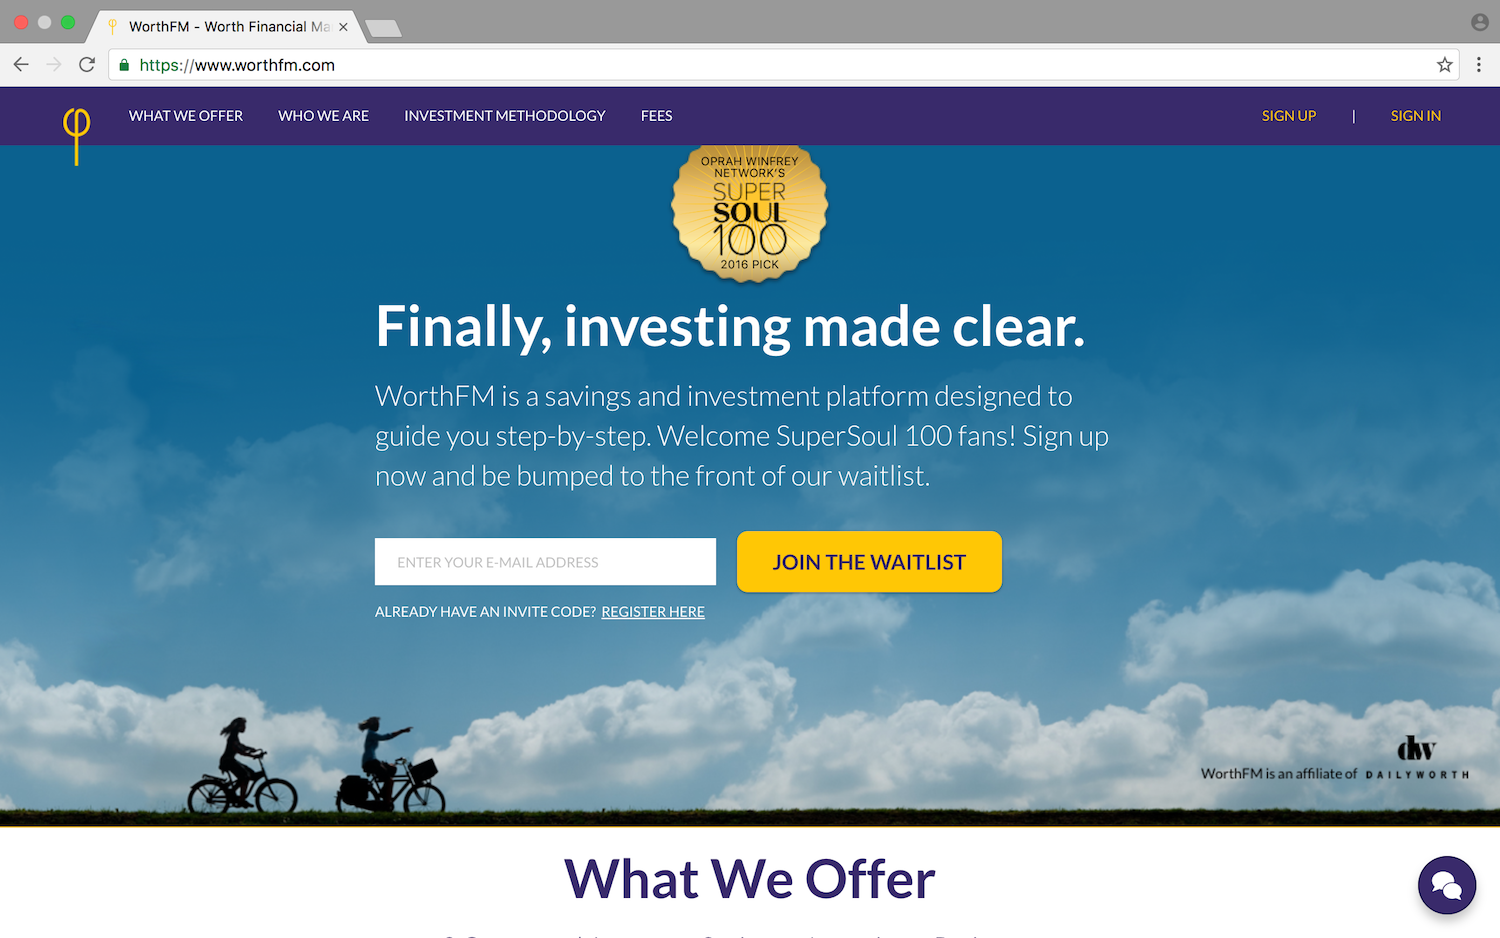 WorthFM - Worth Financial Ma
https://www.worthfm.com
WHAT WE OFFER
WHO WE ARE
INVESTMENT METHODOLOGY
FEES
SIGN UP
|
SIGN IN
OPRAH WINFREY
NETWORK'S
SUPER
SOUL
100
2016 PICK
Finally, investing made clear.
WorthFM is a savings and investment platform designed to
guide you step-by-step. Welcome SuperSoul 100 fans! Sign up
now and be bumped to the front of our waitlist.
ENTER YOUR E-MAIL ADDRESS
JOIN THE WAITLIST
ALREADY HAVE AN INVITE CODE? REGISTER HERE
dw
WorthFM is an affiliate of DAILYWORTH
What We Offer